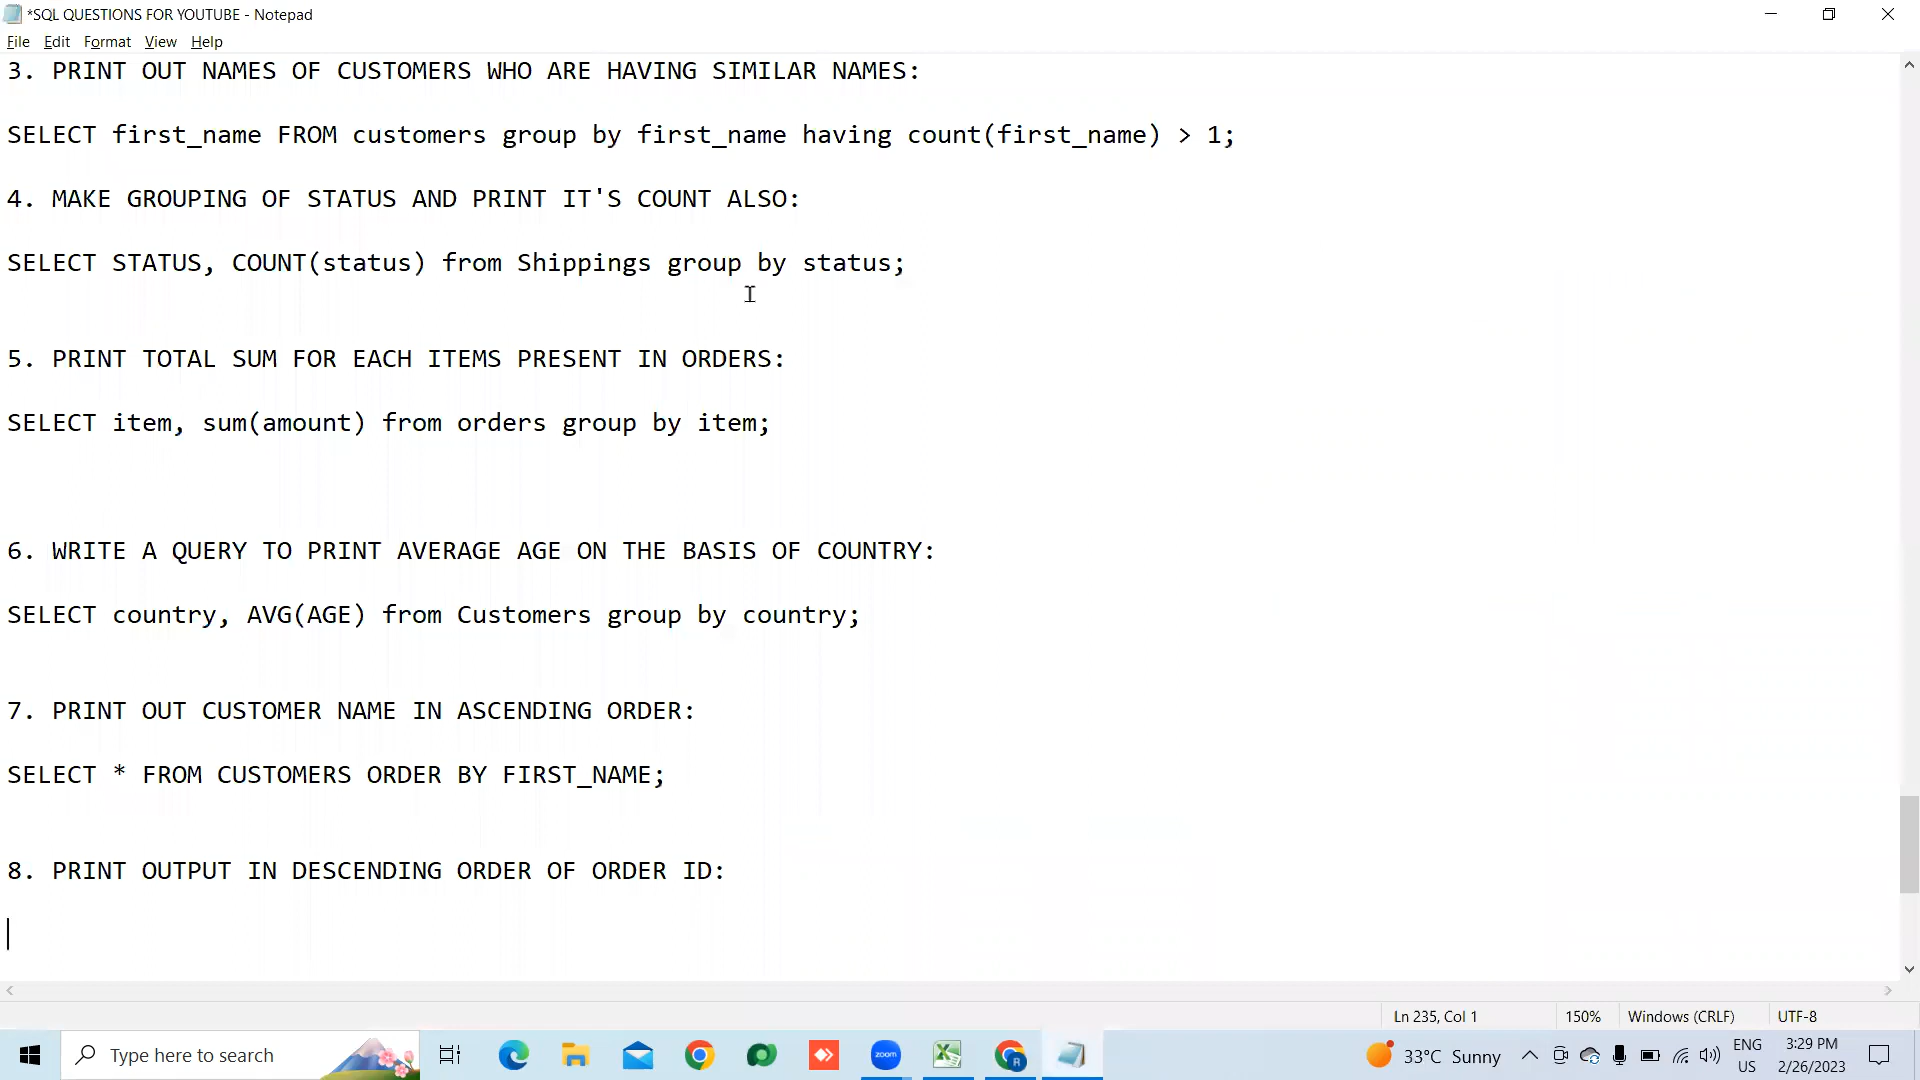 *SQL QUESTIONS FOR YOUTUBE - Notepad
File Edit Format View Help
3. PRINT OUT NAMES OF CUSTOMERS WHO ARE HAVING SIMILAR NAMES:
SELECT first_name FROM customers group by first_name having count(first_name) > 1;
4. MAKE GROUPING OF STATUS AND PRINT IT'S COUNT ALSO:
SELECT STATUS, COUNT(status) from Shippings group by status;
5. PRINT TOTAL SUM FOR EACH ITEMS PRESENT IN ORDERS:
SELECT item, sum(amount) from orders group by item;
6. WRITE A QUERY TO PRINT AVERAGE AGE ON THE BASIS OF COUNTRY:
SELECT country, AVG(AGE) from Customers group by country;
7. PRINT OUT CUSTOMER NAME IN ASCENDING ORDER:
SELECT * FROM CUSTOMERS ORDER BY FIRST_NAME;
8. PRINT OUTPUT IN DESCENDING ORDER OF ORDER ID:
Ln 235, Col 1 150% Windows (CRLF) UTF-8
Type here to search
zoom
R
33°C Sunny
ENG
US
3:29 PM
2/26/2023